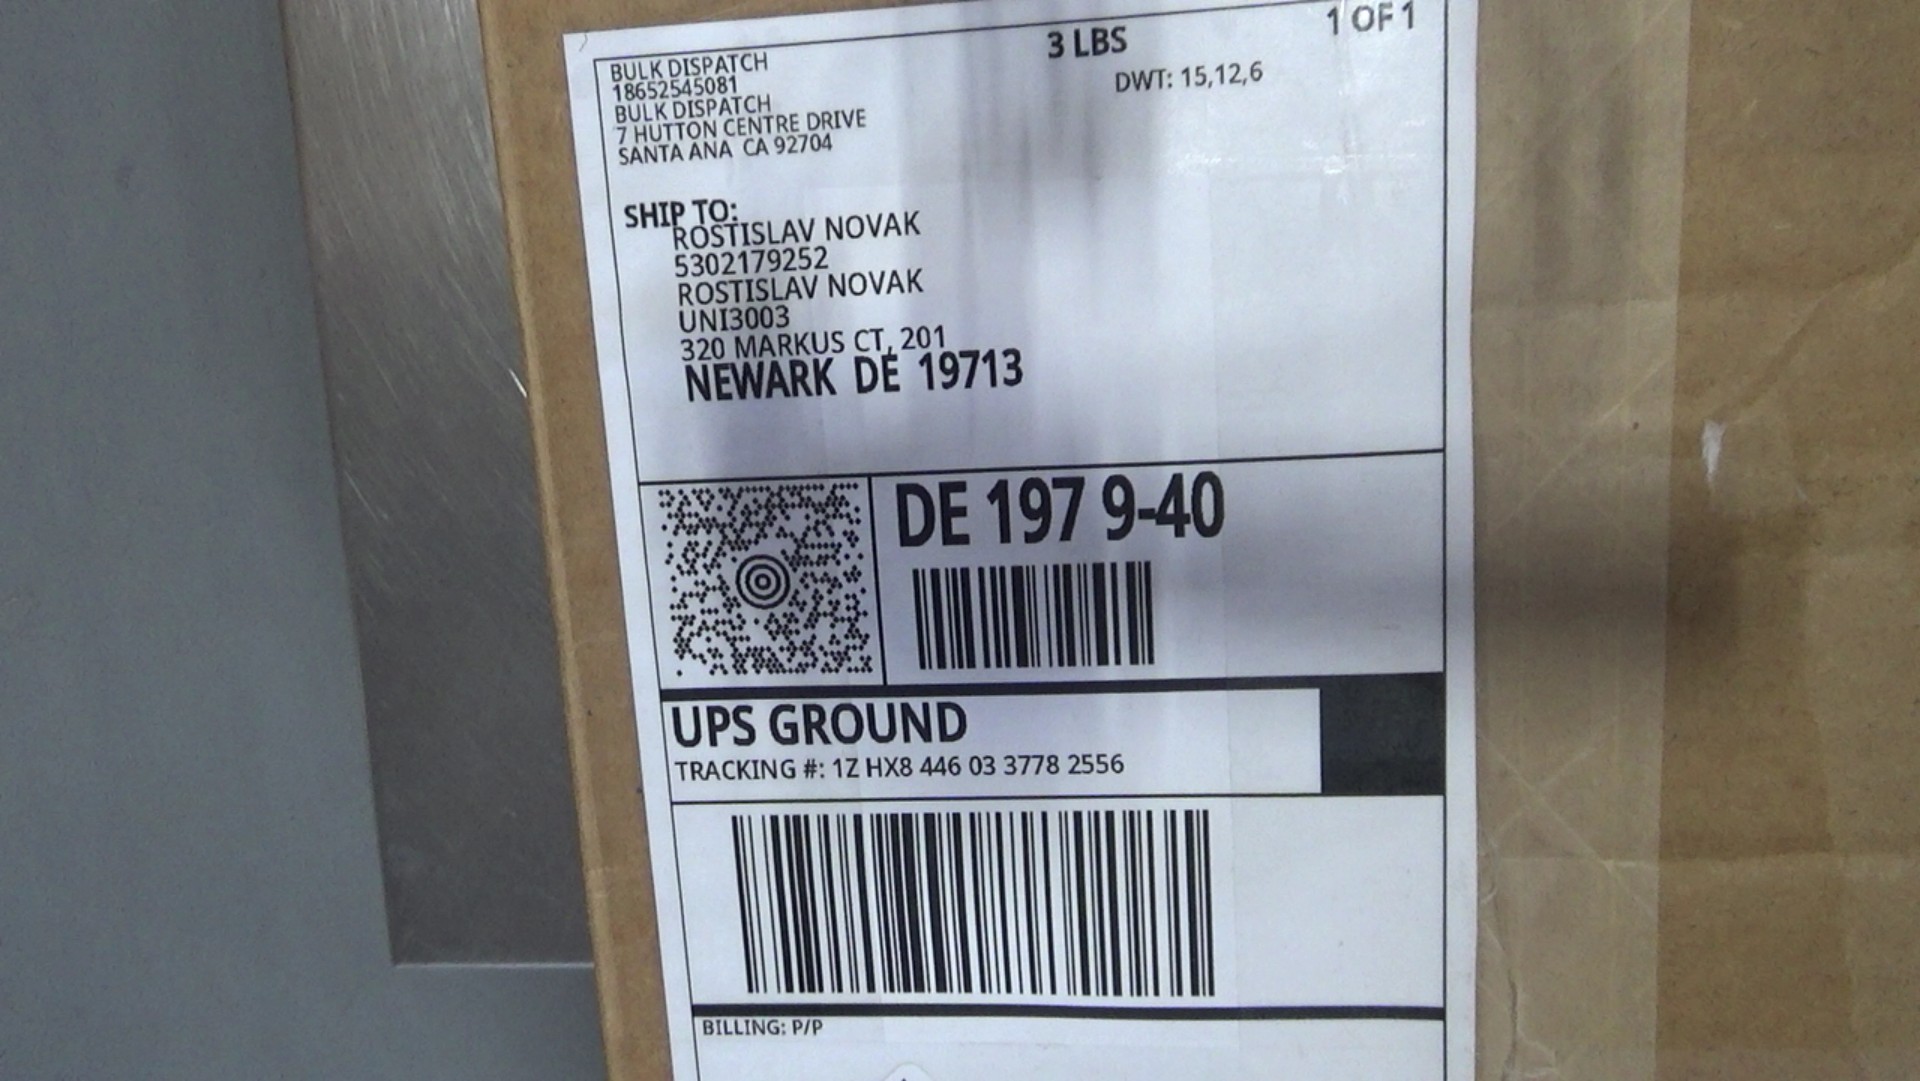 BULK DISPATCH
18652545081
BULK DISPATCH
7 HUTTON CENTRE DRIVE
SANTA ANA CA 92704
3 LBS
1 OF 1
DWT: 15,12,6
SHIP TO:
ROSTISLAV NOVAK
5302179252
ROSTISLAV NOVAK
UNI3003
320 MARKUS CT, 201
NEWARK DE 19713
DE 197 9-40
UPS GROUND
TRACKING #: 1Z HX8 446 03 3778 2556
BILLING: P/P